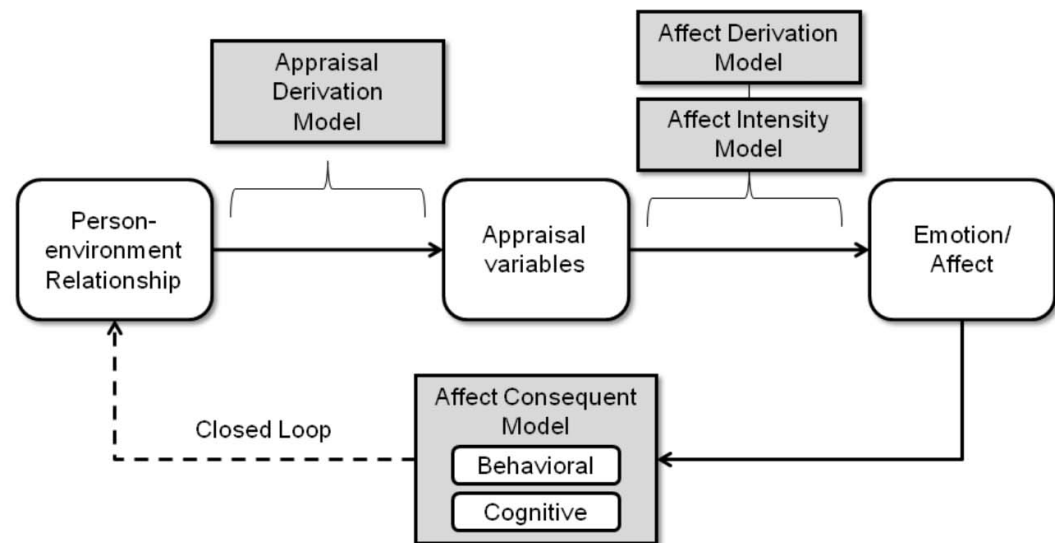 Appraisal
Derivation
Model
Affect Derivation
Model
Affect Intensity
Model
Person-
environment
Relationship
Appraisal
variables
Emotion/
Affect
Affect Consequent
Model
Closed Loop
Behavioral
Cognitive